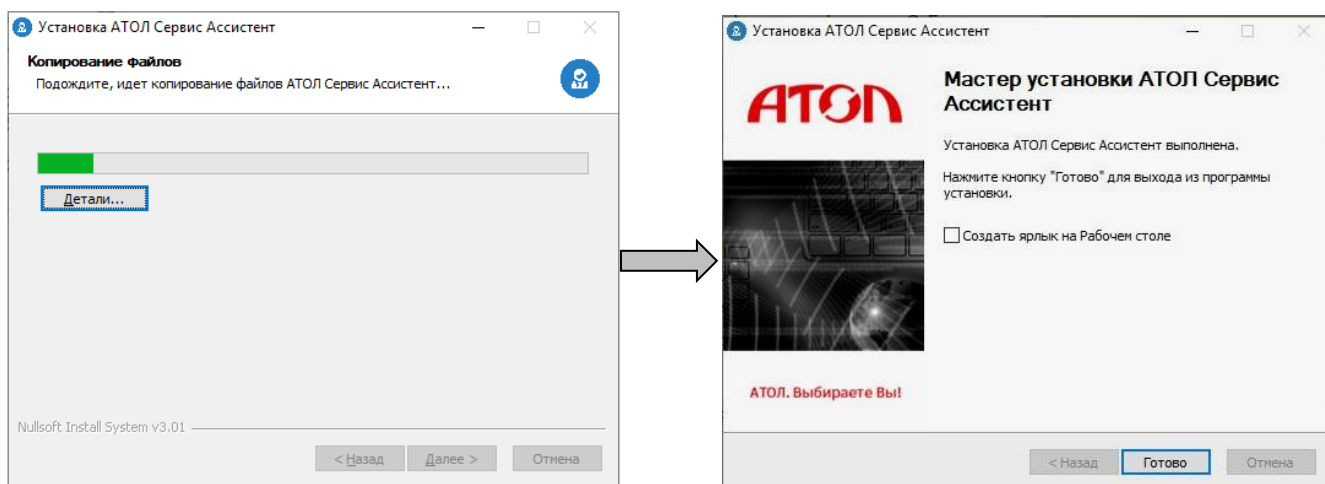 Установка АТОЛ Сервис Ассистент
Копирование файлов
Подождите, идет копирование файлов АТОЛ Сервис Ассистент...
Детали...
Nullsoft Install System v3.01
< Назад
Далее >
Отмена
Установка АТОЛ Сервис Ассистент
АТОЛ
Мастер установки АТОЛ Сервис
Ассистент
Установка АТОЛ Сервис Ассистент выполнена.
Нажмите кнопку "Готово" для выхода из программы
установки.
Создать ярлык на Рабочем столе
АТОЛ. Выбираете Вы!
< Назад
Готово
Отмена